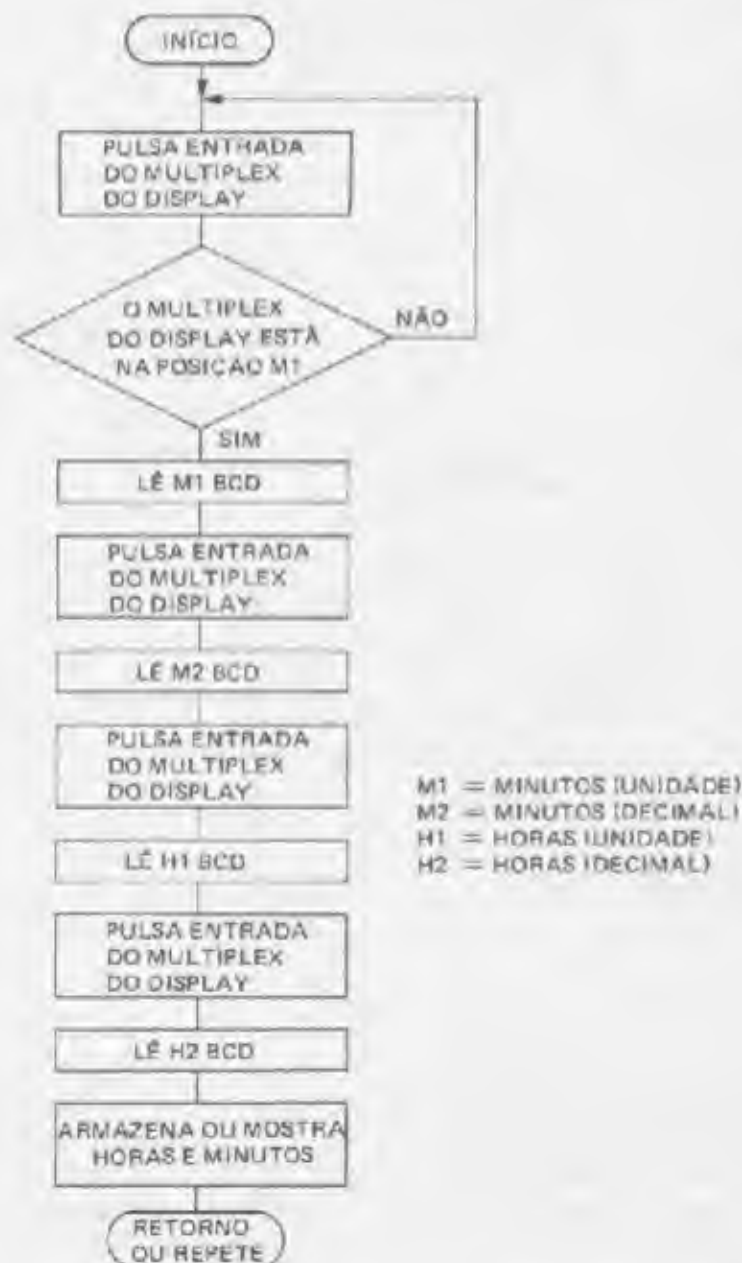 INÍCIO
PULSA ENTRADA
DO MULTIPLEX
DO DISPLAY
O MULTIPLEX
DO DISPLAY ESTÁ
NA POSIÇÃO M1
NÃO
SIM
LÊ M1 BCD
PULSA ENTRADA
DO MULTIPLEX
DO DISPLAY
LÊ M2 BCD
PULSA ENTRADA
DO MULTIPLEX
DO DISPLAY
LÊ H1 BCD
PULSA ENTRADA
DO MULTIPLEX
DO DISPLAY
LÊ H2 BCD
ARMAZENA OU MOSTRA
HORAS E MINUTOS
RETORNO
OU REPETE
M1 = MINUTOS (UNIDADE)
M2 = MINUTOS (DECIMAL)
H1 = HORAS (UNIDADE)
H2 = HORAS (DECIMAL)